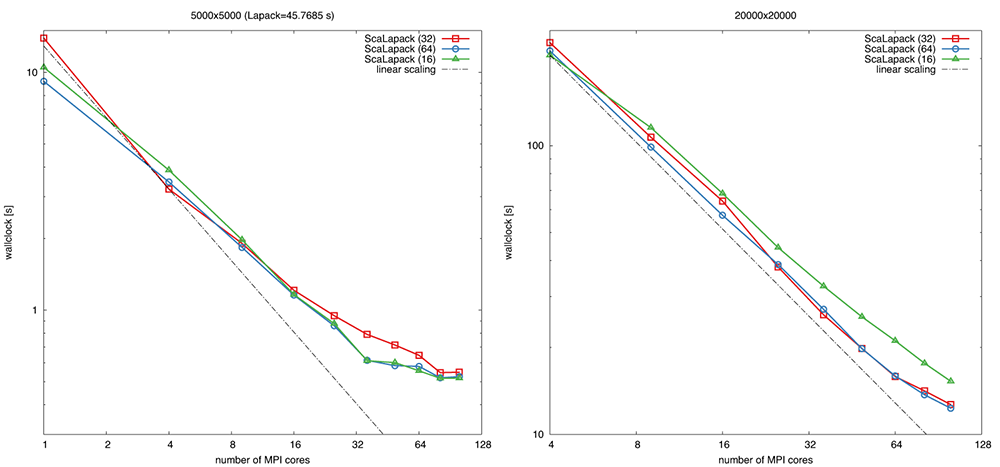 5000x5000 (Lapack=45.7685 s)
ScaLapack (32)
ScaLapack (64)
ScaLapack (16)
linear scaling
10
1
wallclock [s]
1 2 4 8 16 32 64 128
number of MPI cores
20000x20000
ScaLapack (32)
ScaLapack (64)
ScaLapack (16)
linear scaling
100
10
wallclock [s]
4 8 16 32 64 128
number of MPI cores